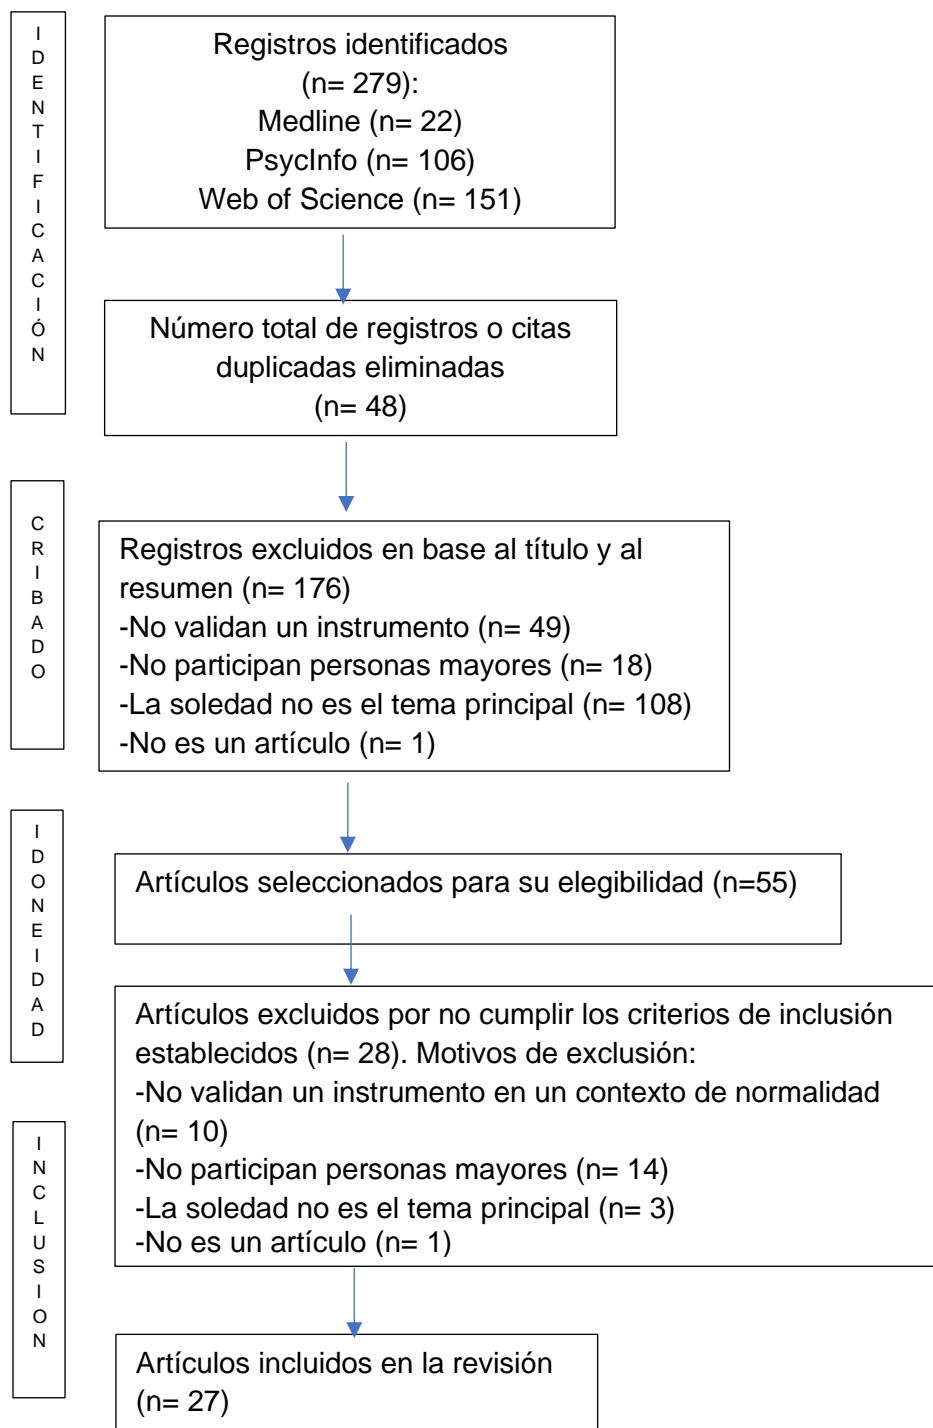 IDENTIFICACIÓN
Registros identificados
(n= 279):
Medline (n= 22)
PsycInfo (n= 106)
Web of Science (n= 151)
Número total de registros o citas
duplicadas eliminadas
(n= 48)
CRIBADO
Registros excluidos en base al título y al
resumen (n= 176)
-No validan un instrumento (n= 49)
-No participan personas mayores (n= 18)
-La soledad no es el tema principal (n= 108)
-No es un artículo (n= 1)
IDONEIDAD
Artículos seleccionados para su elegibilidad (n=55)
Artículos excluidos por no cumplir los criterios de inclusión
establecidos (n= 28). Motivos de exclusión:
-No validan un instrumento en un contexto de normalidad
(n= 10)
-No participan personas mayores (n= 14)
-La soledad no es el tema principal (n= 3)
-No es un artículo (n= 1)
INCLUSION
Artículos incluidos en la revisión
(n= 27)